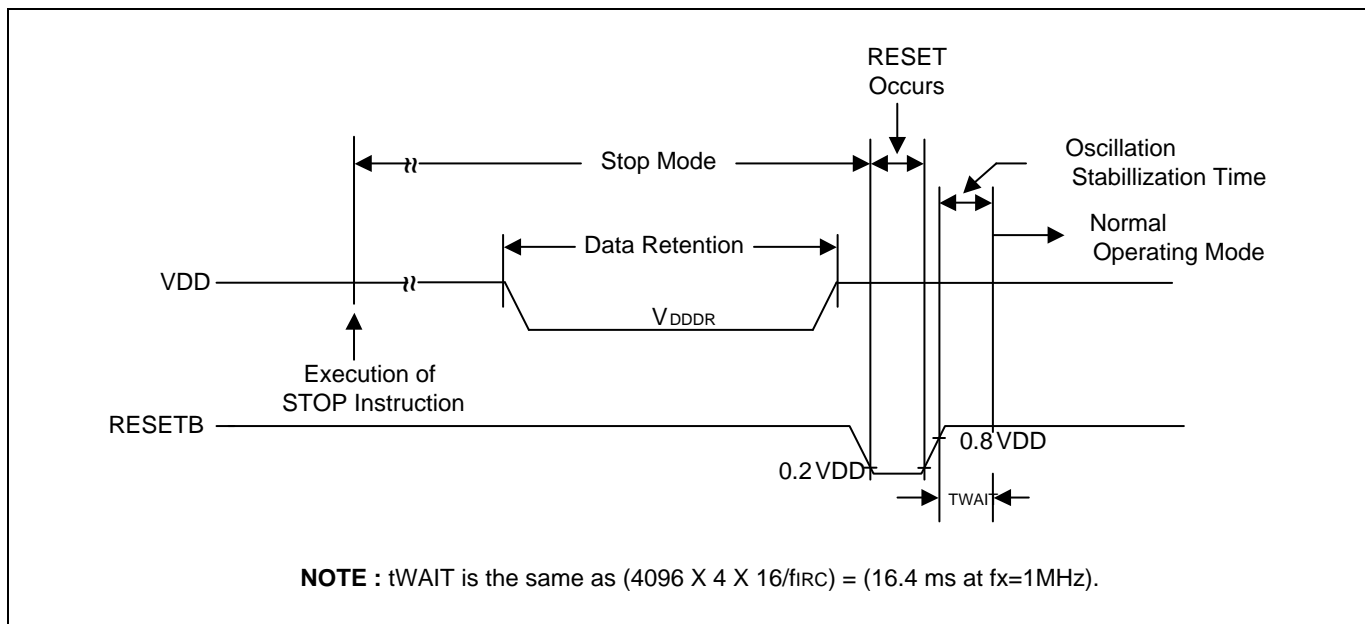 RESET
Occurs
Oscillation
Stabillization Time
Stop Mode
Normal
Operating Mode
Data Retention
VDD
VDDDR
Execution of
STOP Instruction
RESETB
0.8 VDD
0.2 VDD
TWAIT
NOTE : tWAIT is the same as (4096 X 4 X 16/fIRC) = (16.4 ms at fx=1MHz).